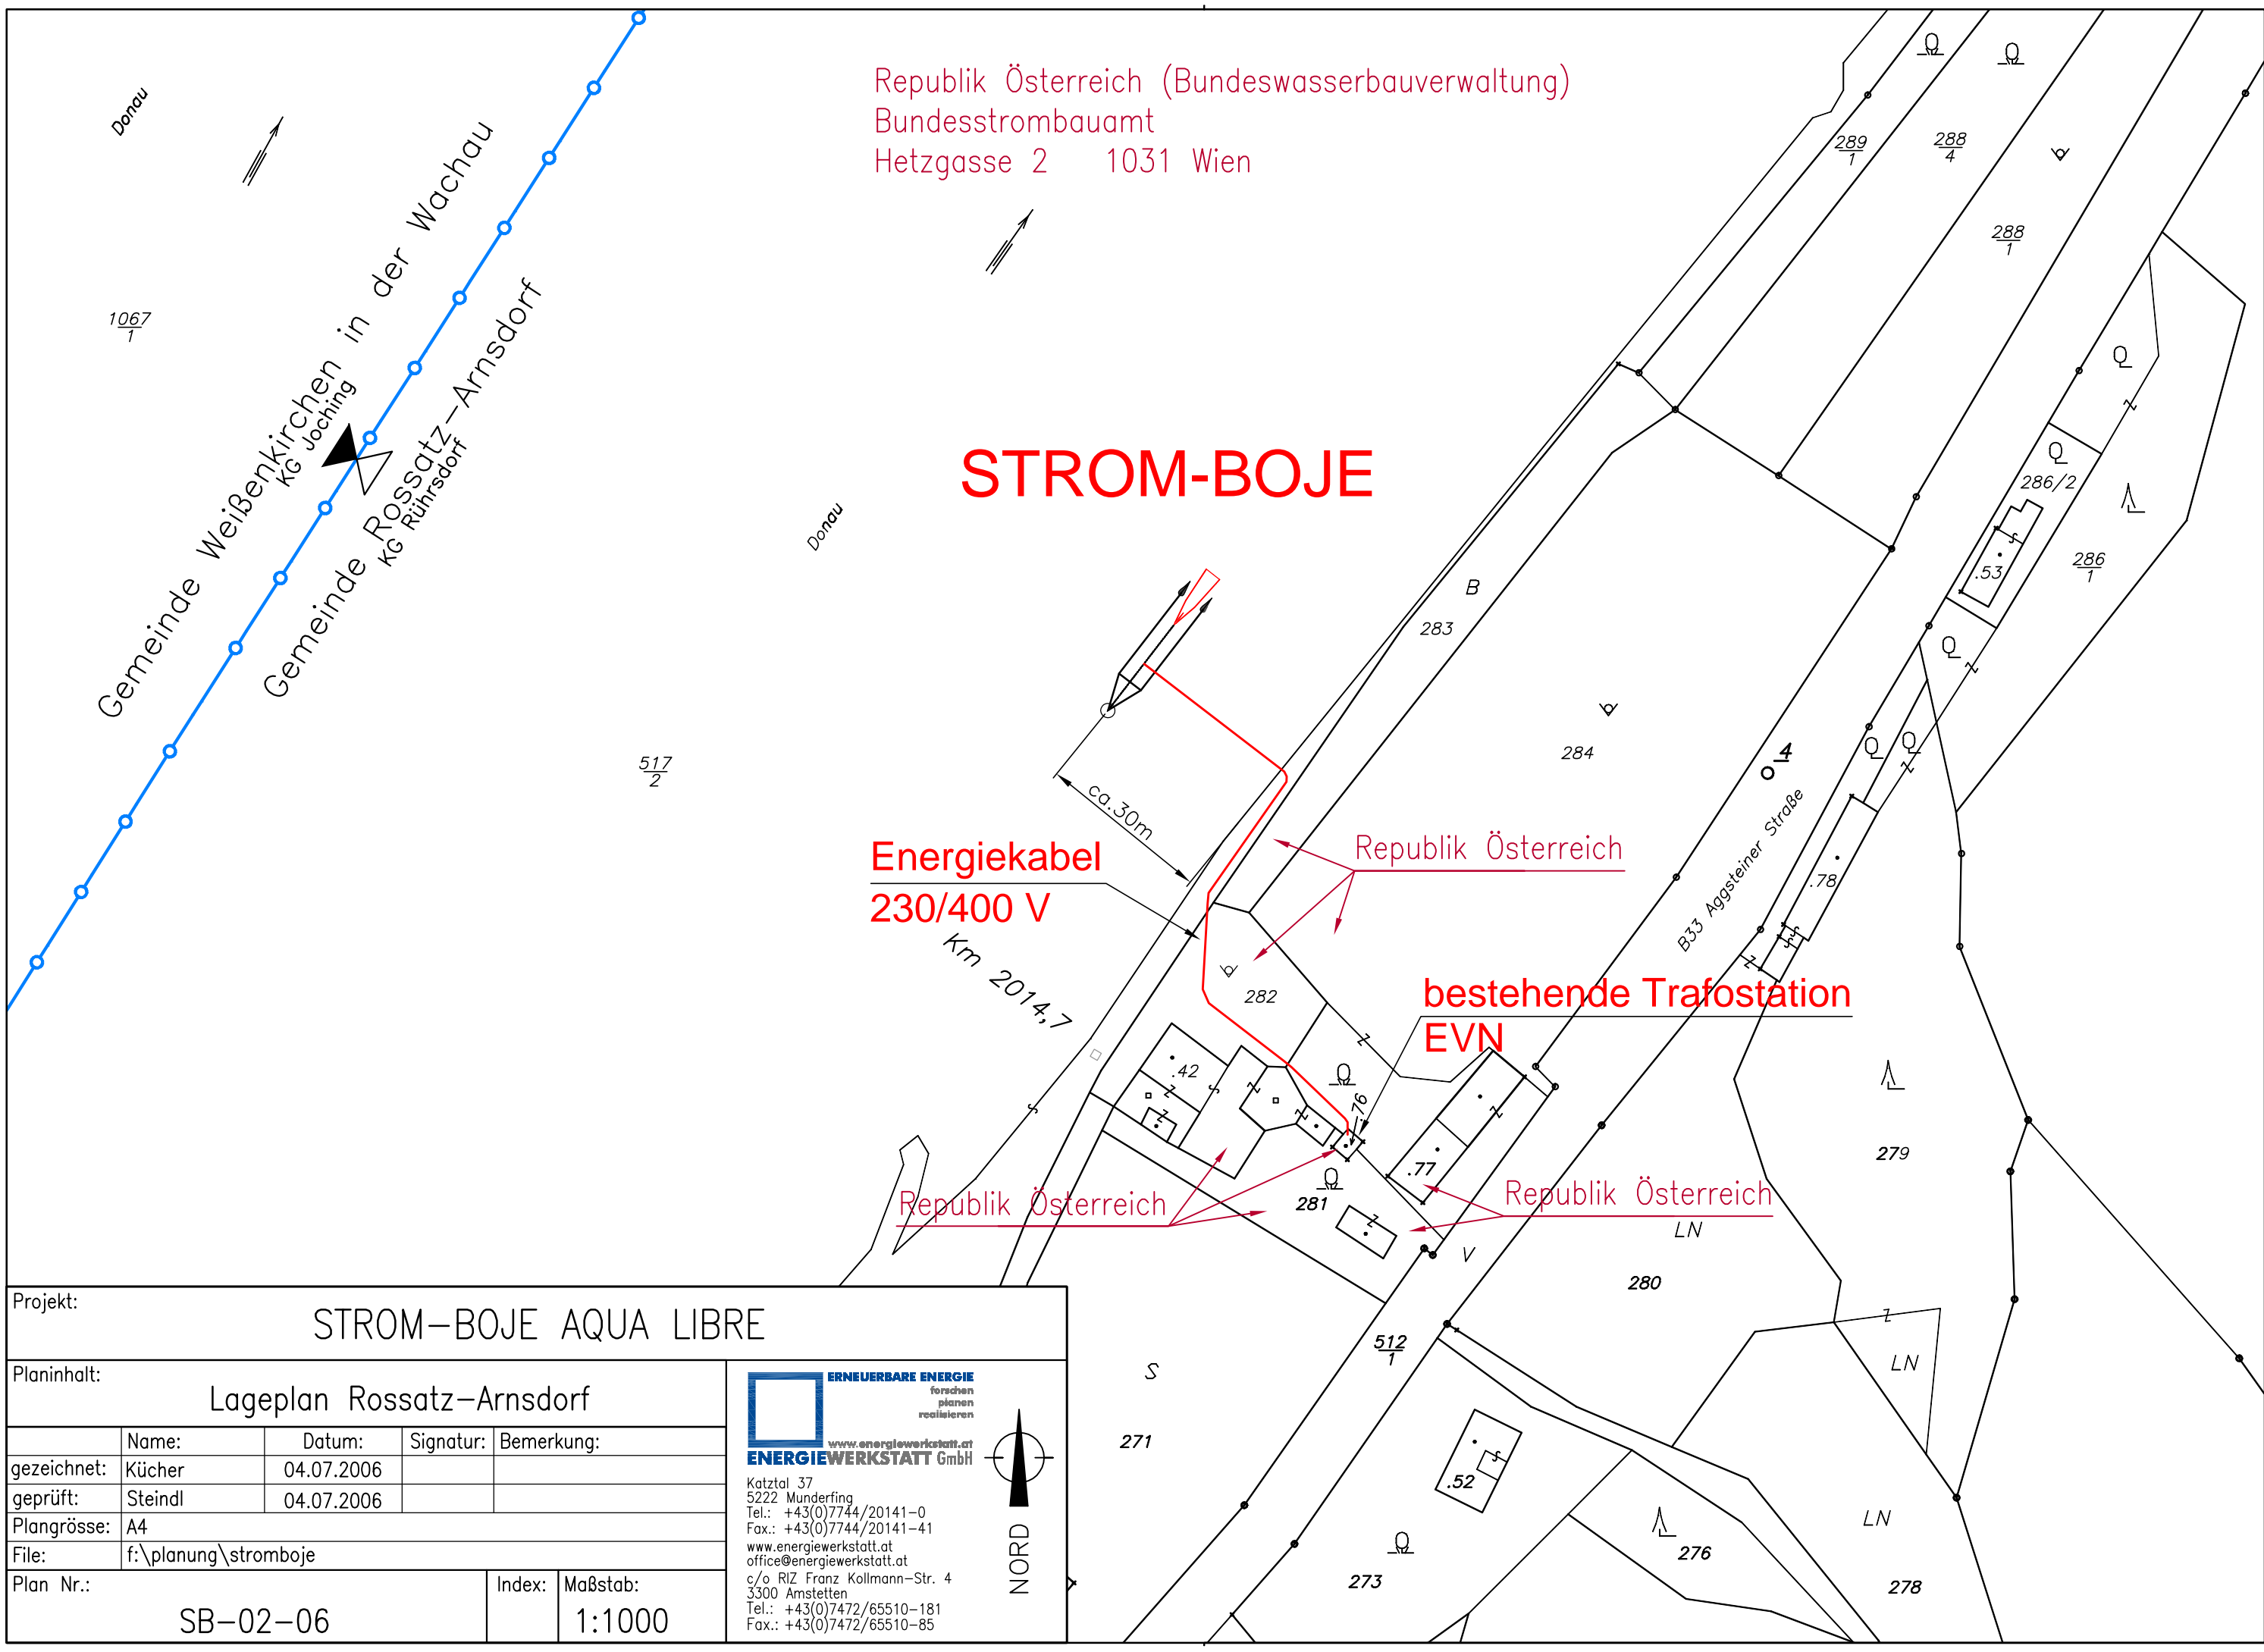 Republik Österreich (Bundeswasserbauverwaltung)
Bundesstrombauamt
Hetzgasse 2 1031 Wien
Donau
Gemeinde Weißenkirchen in der Wachau
KG Joching
Gemeinde Rossatz-Arnsdorf
KG Rührsdorf
1067
1
289
1
288
4
288
1
STROM-BOJE
Donau
286/2
.53
286
1
B
283
517
2
284
4
ca.30m
B33 Aggsteiner Straße
.78
Energiekabel
230/400 V
Republik Österreich
Km 2014,7
282
bestehende Trafostation
EVN
.42
.76
.77
279
Republik Österreich
281
Republik Österreich
LN
V
280
512
1
LN
S
271
.52
LN
276
273
278
Projekt:
STROM-BOJE AQUA LIBRE
Planinhalt:
Lageplan Rossatz-Arnsdorf
Name: Datum: Signatur: Bemerkung:
gezeichnet: Kücher 04.07.2006
geprüft: Steindl 04.07.2006
Plangrösse: A4
File: f:\planung\stromboje
Plan Nr.: Index: Maßstab:
SB-02-06 1:1000
ERNEUERBARE ENERGIE
forschen
planen
realisieren
www.energiewerkstatt.at
ENERGIEWERKSTATT GmbH
Katztal 37
5222 Munderfing
Tel.: +43(0)7744/20141-0
Fax.: +43(0)7744/20141-41
www.energiewerkstatt.at
office@energiewerkstatt.at
c/o RIZ Franz Kollmann-Str. 4
3300 Amstetten
Tel.: +43(0)7472/65510-181
Fax.: +43(0)7472/65510-85
NORD